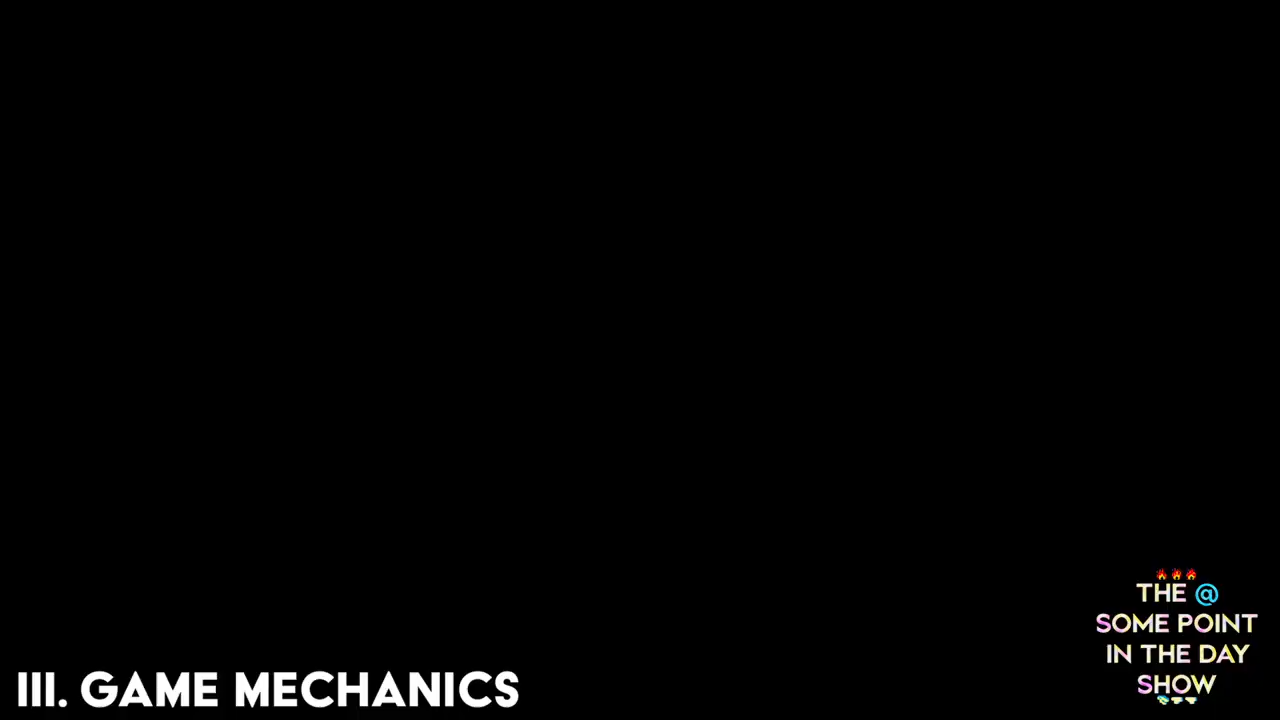 THE @
SOME POINT
IN THE DAY
SHOW
III. GAME MECHANICS